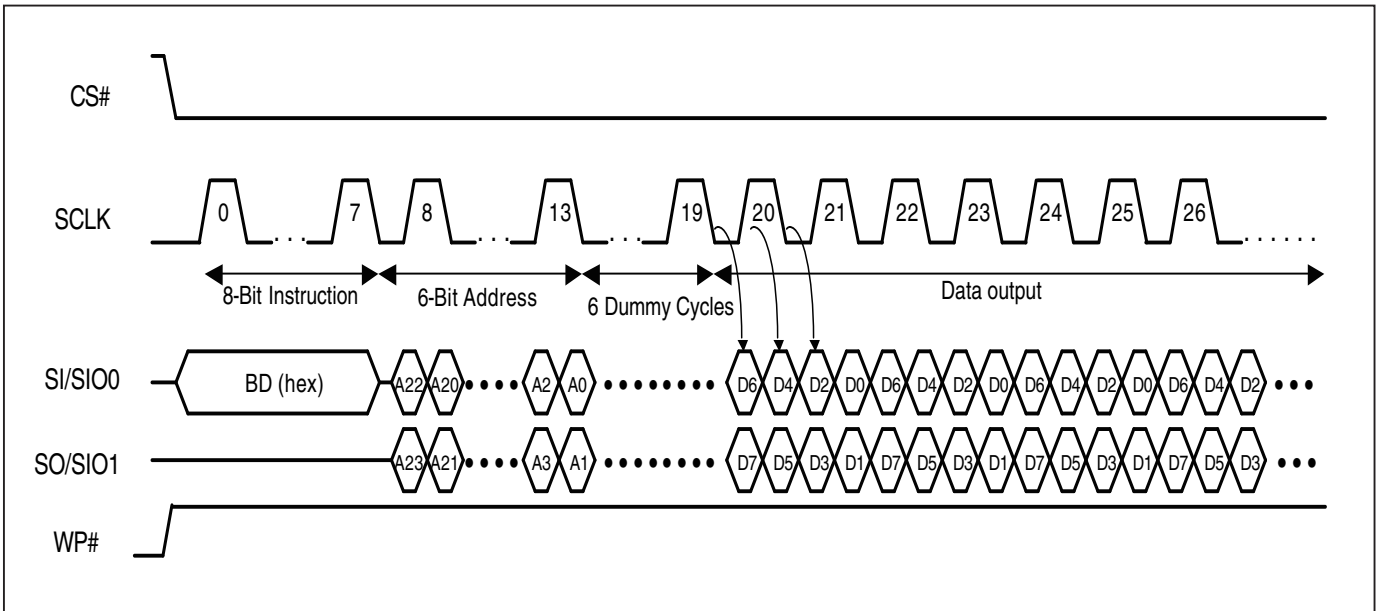 CS#
SCLK
0 7 8 13 19 20 21 22 23 24 25 26
8-Bit Instruction
6-Bit Address
6 Dummy Cycles
Data output
SI/SIO0
BD (hex)
A22 A20 A2 A0 D6 D4 D2 D0 D6 D4 D2 D0 D6 D4 D2 D0 D6 D4 D2
SO/SIO1
A23 A21 A3 A1 D7 D5 D3 D1 D7 D5 D3 D1 D7 D5 D3 D1 D7 D5 D3
WP#